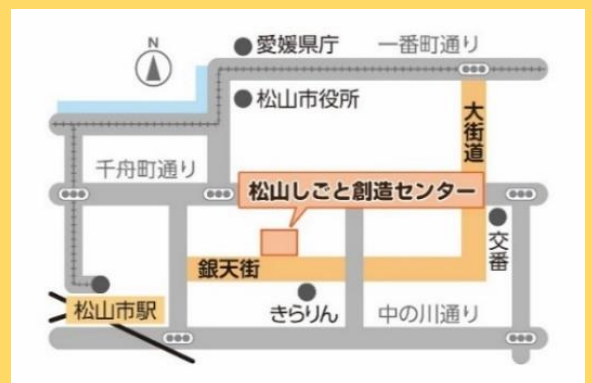 N
愛媛県庁
一番町通り
松山市役所
大街道
千舟町通り
松山しごと創造センター
交番
銀天街
松山市駅
きらりん
中の川通り